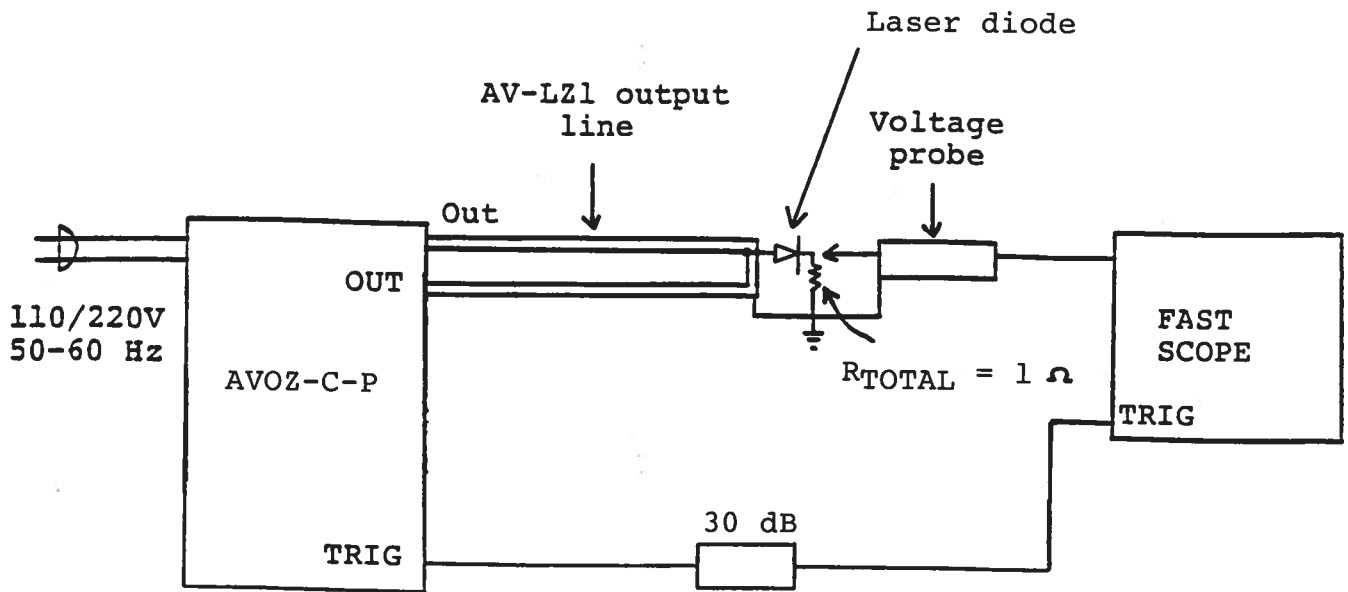 Laser diode
AV-LZ1 output
line
Voltage
probe
Out
OUT
110/220V
50-60 Hz
AVOZ-C-P
RTOTAL = 1 Ω
FAST
SCOPE
TRIG
30 dB
TRIG